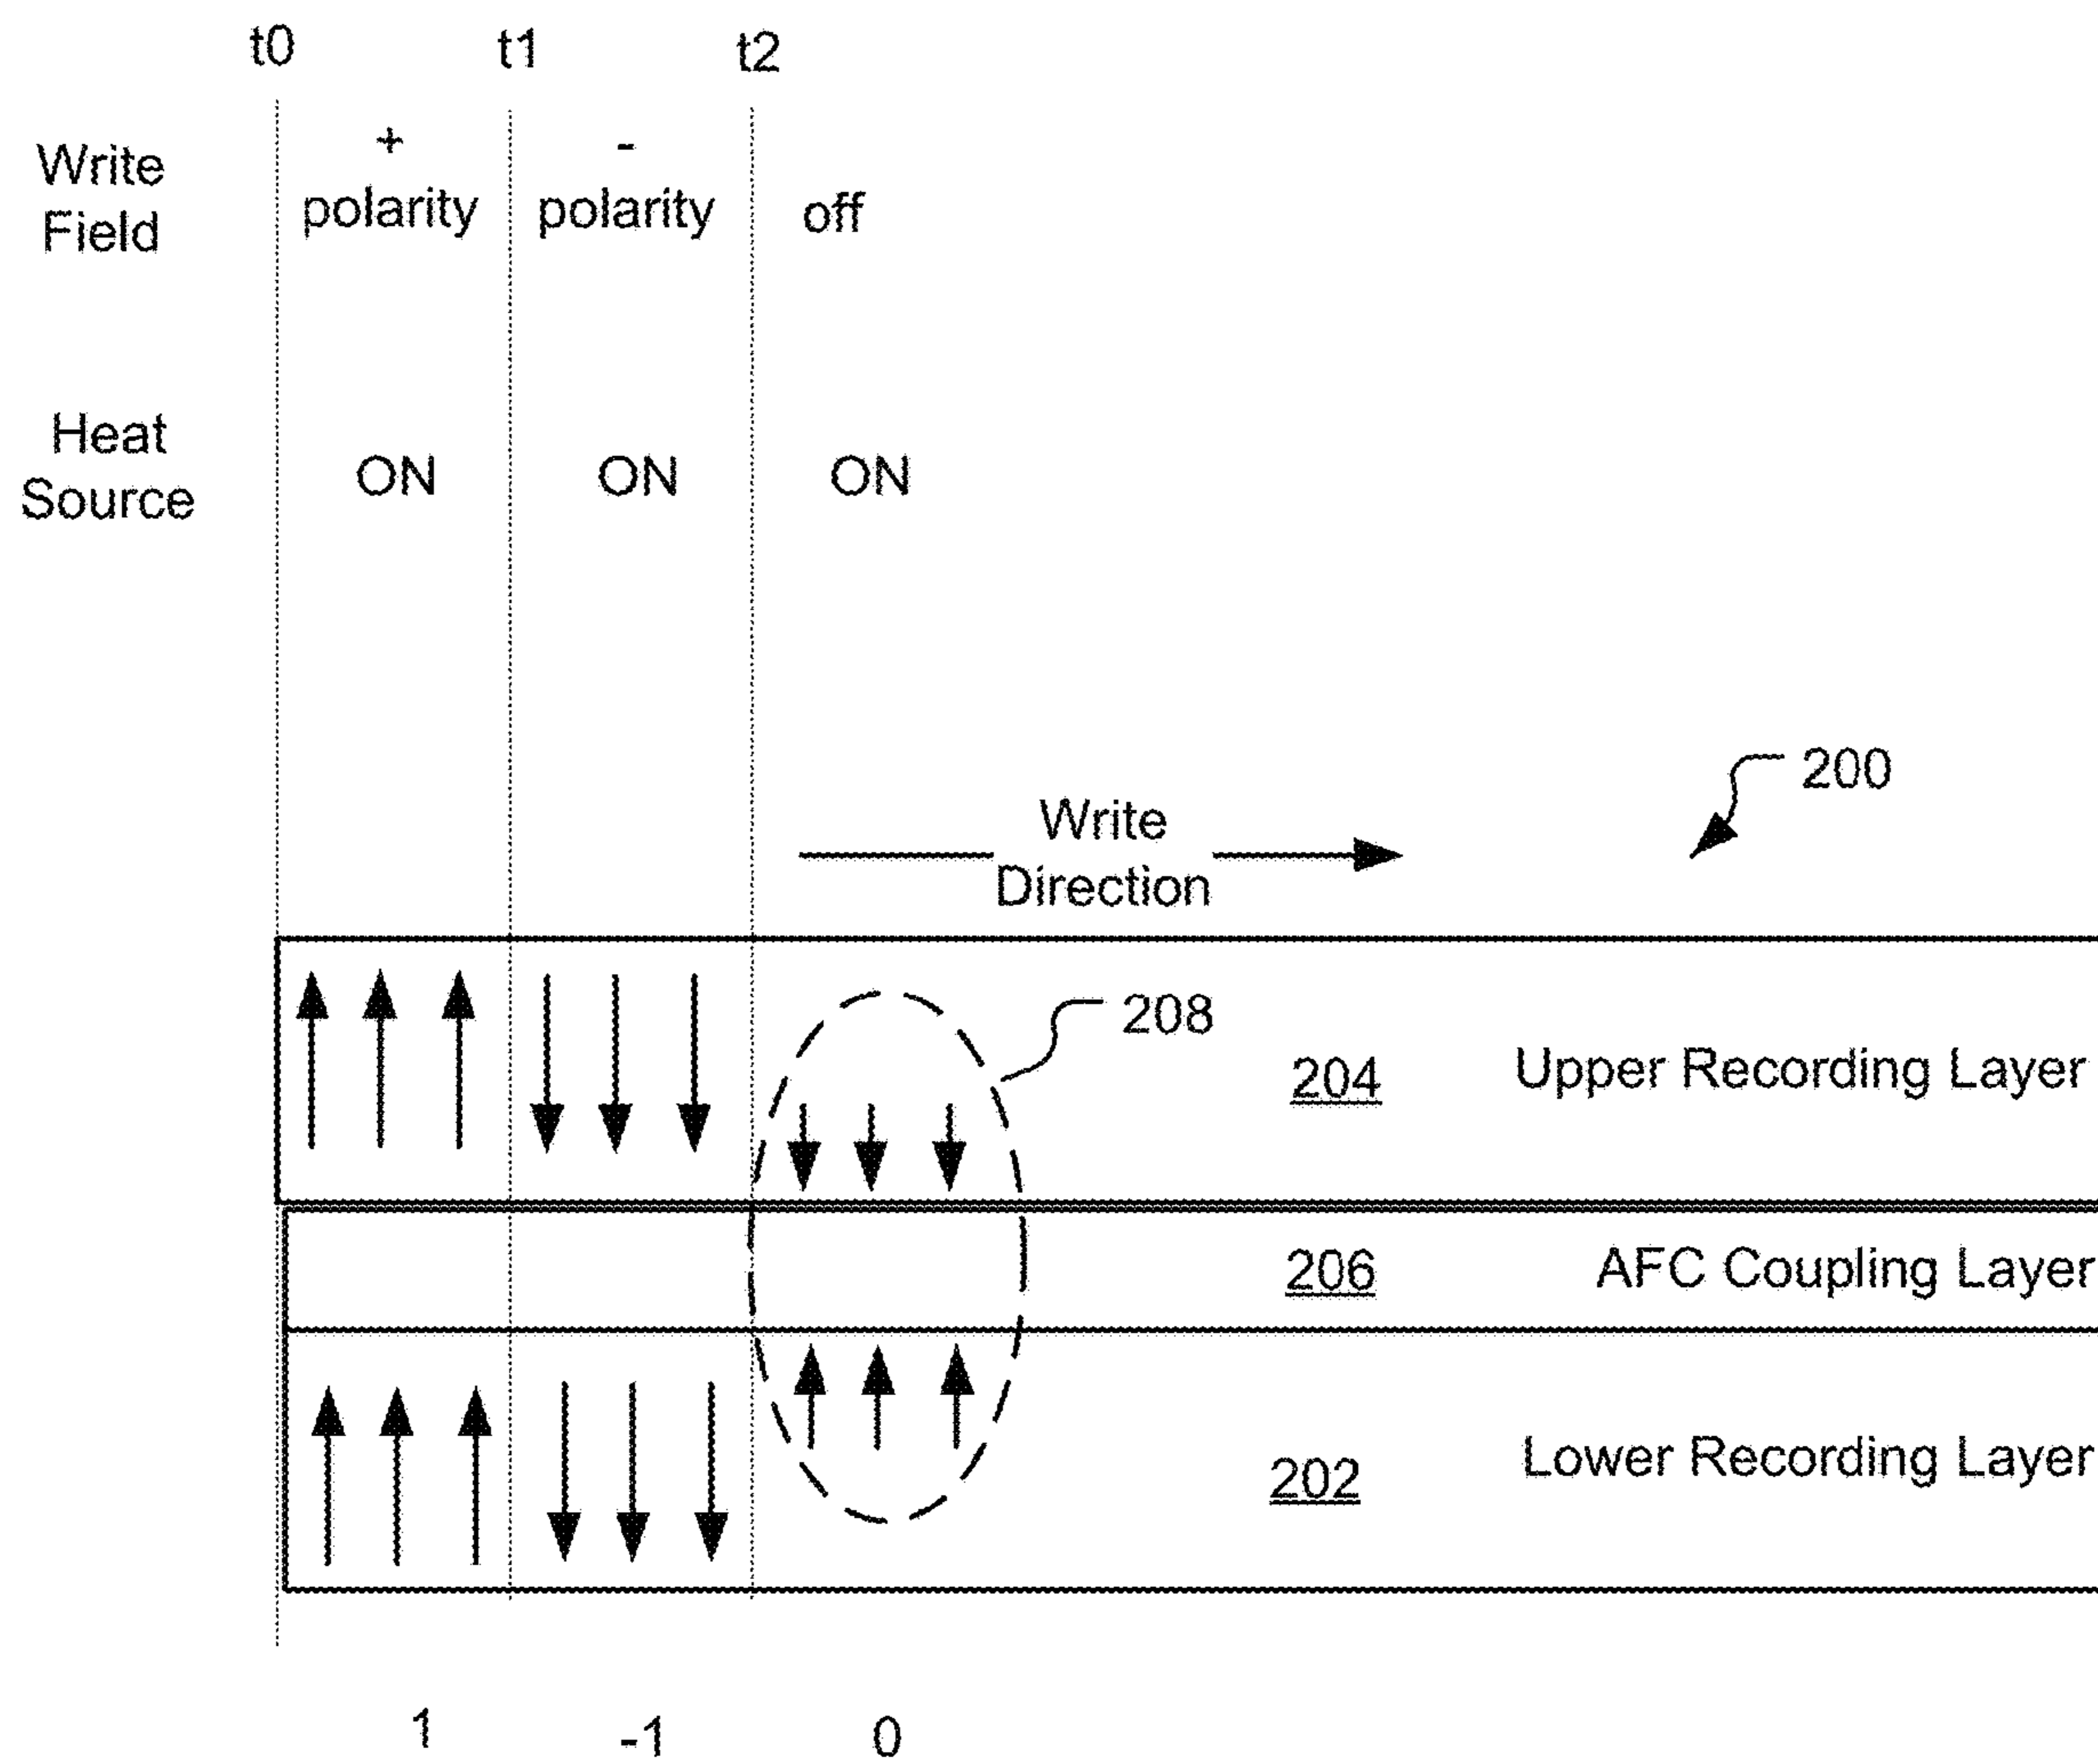 t0 t1 t2
Write
Field
+
polarity
-
polarity
off
Heat
Source
ON ON ON
200
Write
Direction
208
204 Upper Recording Layer
206 AFC Coupling Layer
202 Lower Recording Layer
1 -1 0